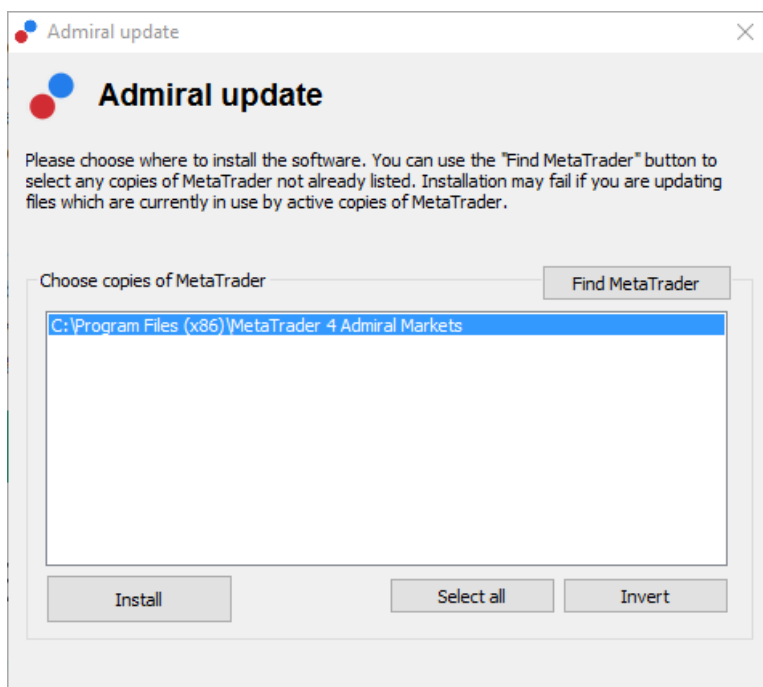 Admiral update
Admiral update
Please choose where to install the software. You can use the "Find MetaTrader" button to
select any copies of MetaTrader not already listed. Installation may fail if you are updating
files which are currently in use by active copies of MetaTrader.
Choose copies of MetaTrader
Find MetaTrader
C:\Program Files (x86)\MetaTrader 4 Admiral Markets
Install
Select all
Invert